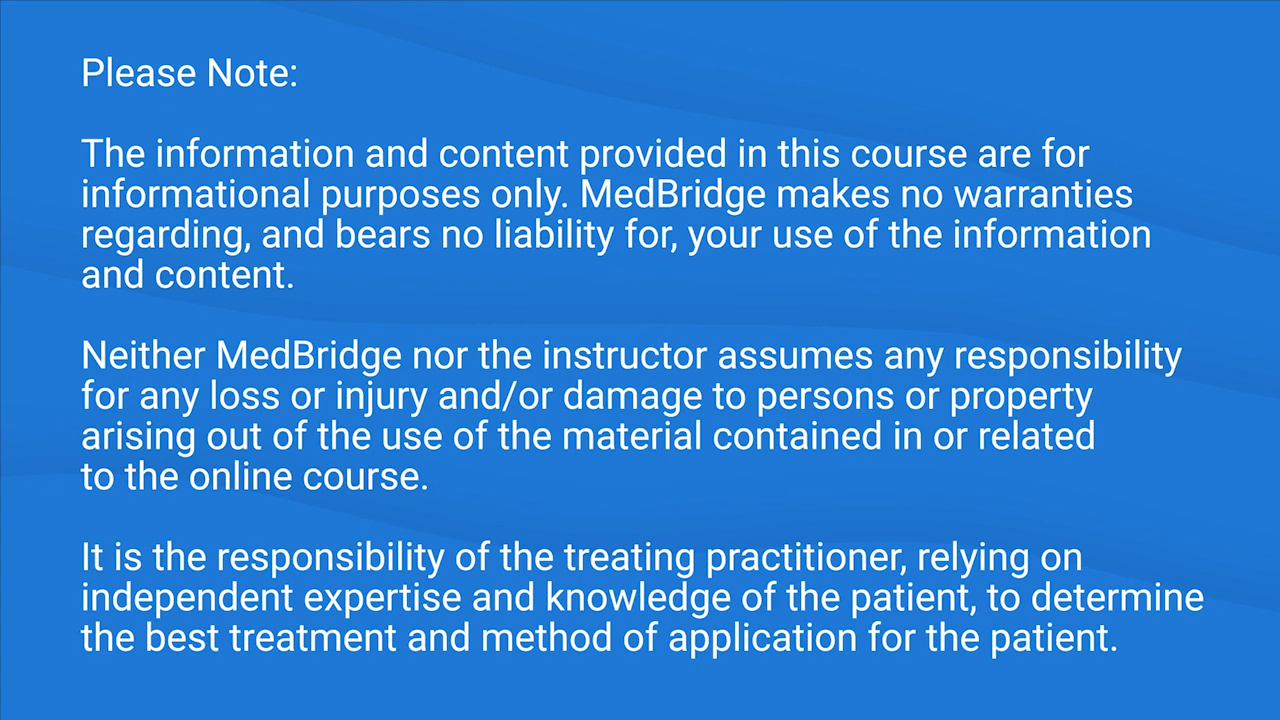 Please Note:
The information and content provided in this course are for
informational purposes only. MedBridge makes no warranties
regarding, and bears no liability for, your use of the information
and content.
Neither MedBridge nor the instructor assumes any responsibility
for any loss or injury and/or damage to persons or property
arising out of the use of the material contained in or related
to the online course.
It is the responsibility of the treating practitioner, relying on
independent expertise and knowledge of the patient, to determine
the best treatment and method of application for the patient.